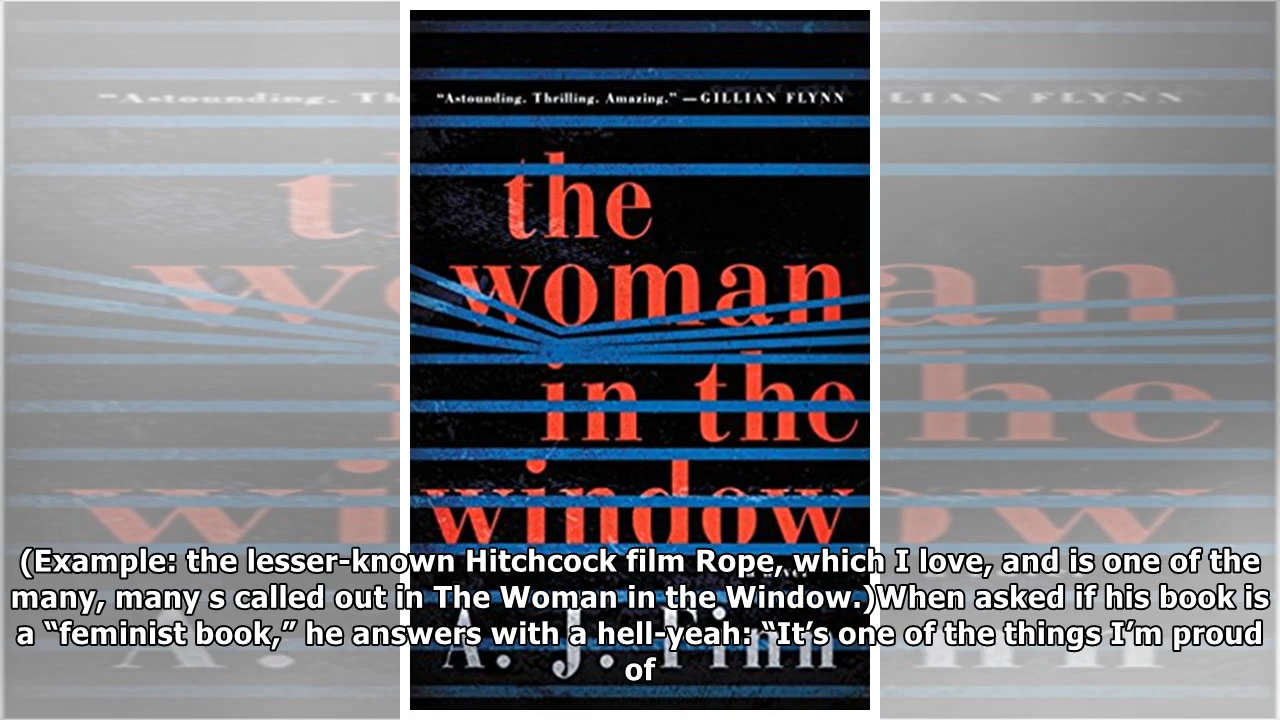 “Astounding. Thrilling. Amazing.” —GILLIAN FLYNN
the
woman
in the
window
(Example: the lesser-known Hitchcock film Rope, which I love, and is one of the
many, many s called out in The Woman in the Window.)When asked if his book is
a “feminist book,” he answers with a hell-yeah: “It’s one of the things I’m proud
of
A. J. Finn